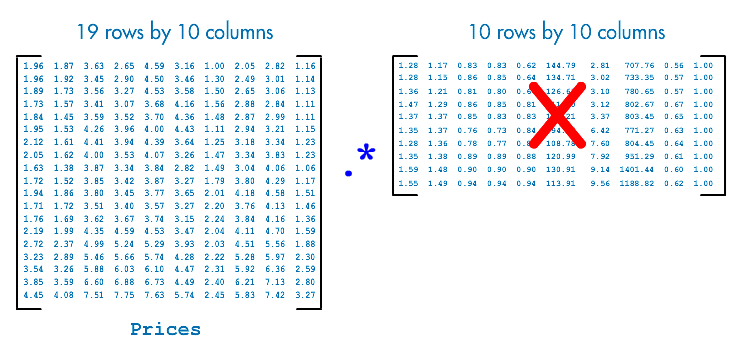 19 rows by 10 columns
1.96 1.87 3.63 2.65 4.59 3.16 1.00 2.05 2.82 1.16
1.96 1.92 3.45 2.90 4.50 3.46 1.30 2.49 3.01 1.14
1.89 1.73 3.56 3.27 4.53 3.58 1.50 2.65 3.06 1.13
1.73 1.57 3.41 3.07 3.68 4.16 1.56 2.88 2.84 1.11
1.84 1.45 3.59 3.52 3.70 4.36 1.48 2.87 2.99 1.11
1.95 1.53 4.26 3.96 4.00 4.43 1.11 2.94 3.21 1.15
2.12 1.61 4.41 3.94 4.39 3.64 1.25 3.18 3.34 1.23
2.05 1.62 4.00 3.53 4.07 3.26 1.47 3.34 3.83 1.23
1.63 1.38 3.87 3.34 3.84 2.82 1.49 3.04 4.06 1.06
1.72 1.52 3.85 3.42 3.87 3.27 1.79 3.80 4.29 1.17
1.94 1.86 3.80 3.45 3.77 3.65 2.01 4.18 4.58 1.51
1.71 1.72 3.51 3.40 3.57 3.27 2.20 3.76 4.13 1.46
1.76 1.69 3.62 3.67 3.74 3.15 2.24 3.84 4.16 1.36
2.19 1.99 4.35 4.59 4.53 3.47 2.04 4.11 4.70 1.59
2.72 2.37 4.99 5.24 5.29 3.93 2.03 4.51 5.56 1.88
3.23 2.89 5.46 5.66 5.74 4.28 2.22 5.28 5.97 2.30
3.54 3.26 5.88 6.03 6.10 4.47 2.31 5.92 6.36 2.59
3.85 3.59 6.60 6.88 6.73 4.49 2.40 6.21 7.13 2.80
4.45 4.08 7.51 7.75 7.63 5.74 2.45 5.83 7.42 3.27
Prices
.*
10 rows by 10 columns
1.28 1.17 0.83 0.83 0.62 144.79 2.81 707.76 0.56 1.00
1.28 1.15 0.86 0.85 0.64 134.71 3.02 733.35 0.57 1.00
1.36 1.21 0.81 0.80 3.10 780.65 0.57 1.00
1.47 1.29 0.86 0.85 0.81 3.12 802.67 0.67 1.00
1.37 1.37 0.85 0.83 0.83 3.37 803.45 0.65 1.00
1.35 1.37 0.76 0.73 0.84 6.42 771.27 0.63 1.00
1.28 1.36 0.78 0.77 108.78 7.60 804.45 0.64 1.00
1.35 1.38 0.89 0.89 0.88 120.99 7.92 951.29 0.61 1.00
1.59 1.48 0.90 0.90 0.90 130.91 9.14 1401.44 0.60 1.00
1.55 1.49 0.94 0.94 0.94 113.91 9.56 1188.82 0.62 1.00